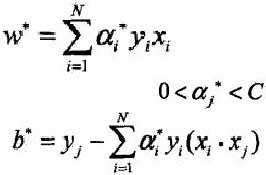 w* = ∑_{i=1}^{N} α_i* y_i x_i
0 < α_j* < C
b* = y_j − ∑_{i=1}^{N} α_i* y_i (x_i · x_j)